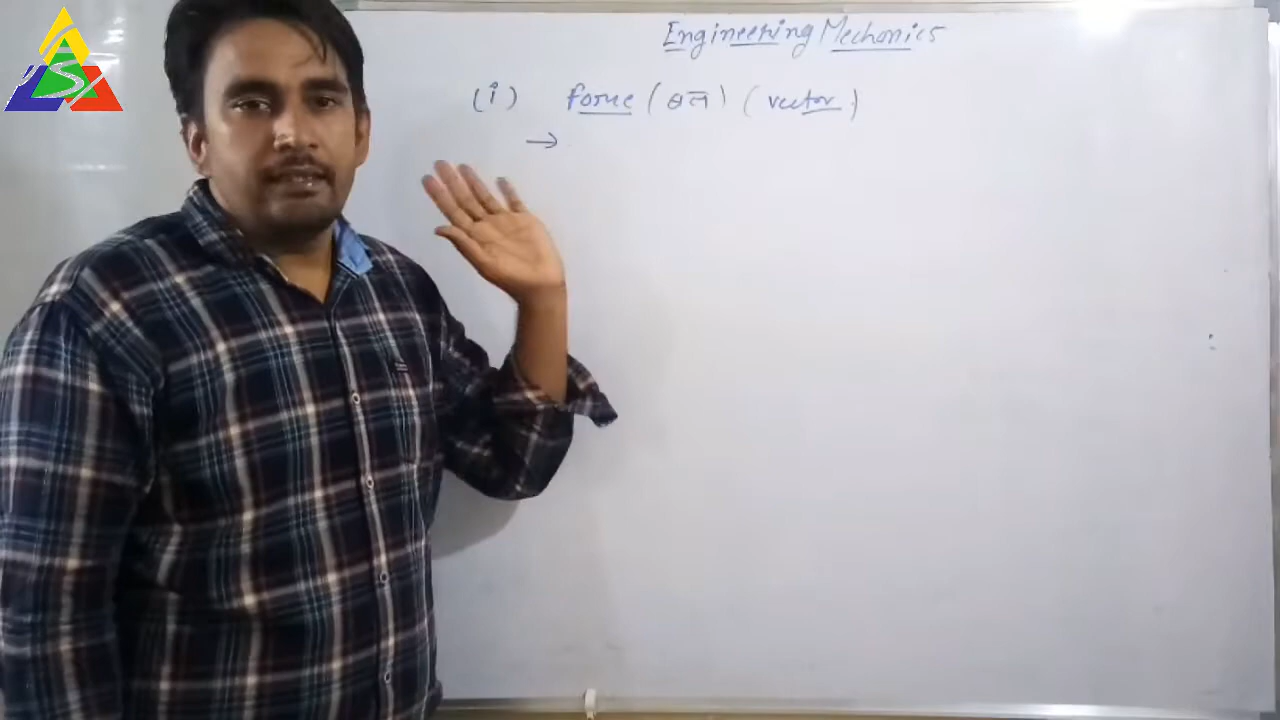 Engineering Mechanics
(i) force (बल) (vector)
→